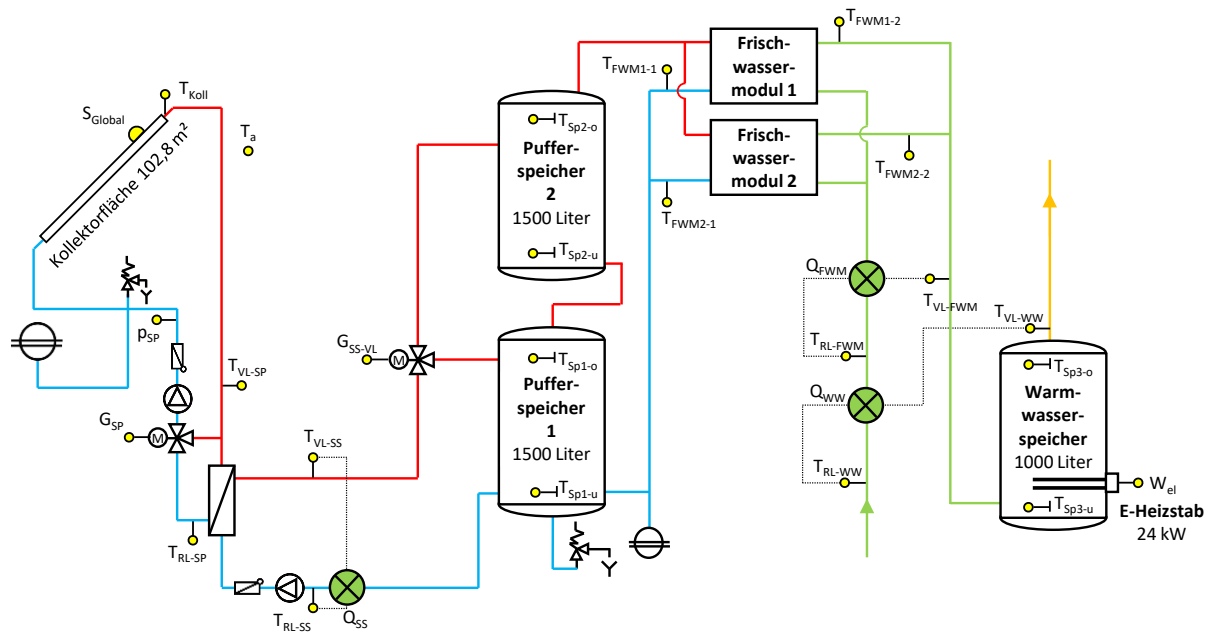 T_FWM1-2
Frisch-
wasser-
modul 1
T_FWM1-1
T_Koll
S_Global
T_a
Kollektorfläche 102,8 m²
T_Sp2-o
Puffer-
speicher
2
1500 Liter
T_Sp2-u
Frisch-
wasser-
modul 2
T_FWM2-2
T_FWM2-1
Q_FWM
T_VL-FWM
T_VL-WW
p_SP
T_RL-FWM
G_SS-VL
M
T_Sp1-o
Puffer-
speicher
1
1500 Liter
T_Sp1-u
T_VL-SP
G_SP
M
T_VL-SS
Q_WW
T_RL-WW
T_Sp3-o
Warm-
wasser-
speicher
1000 Liter
T_Sp3-u
W_el
E-Heizstab
24 kW
T_RL-SP
T_RL-SS
Q_SS